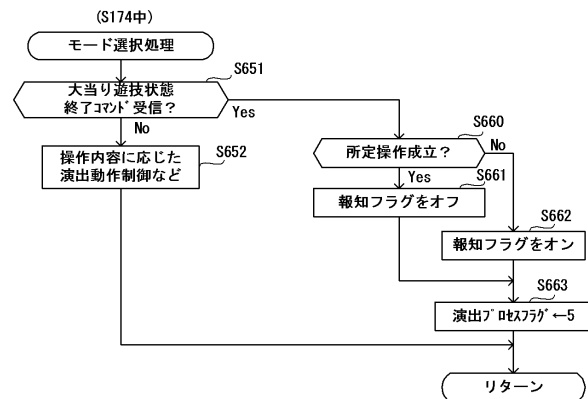 (S174中)
モード選択処理
S651
大当り遊技状態
終了ｺﾏﾝﾄﾞ受信？
Yes
No
S652
操作内容に応じた
演出動作制御など
S660
所定操作成立？
No
Yes
S661
報知フラグをオフ
S662
報知フラグをオン
S663
演出ﾌﾟﾛｾｽﾌﾗｸﾞ←5
リターン